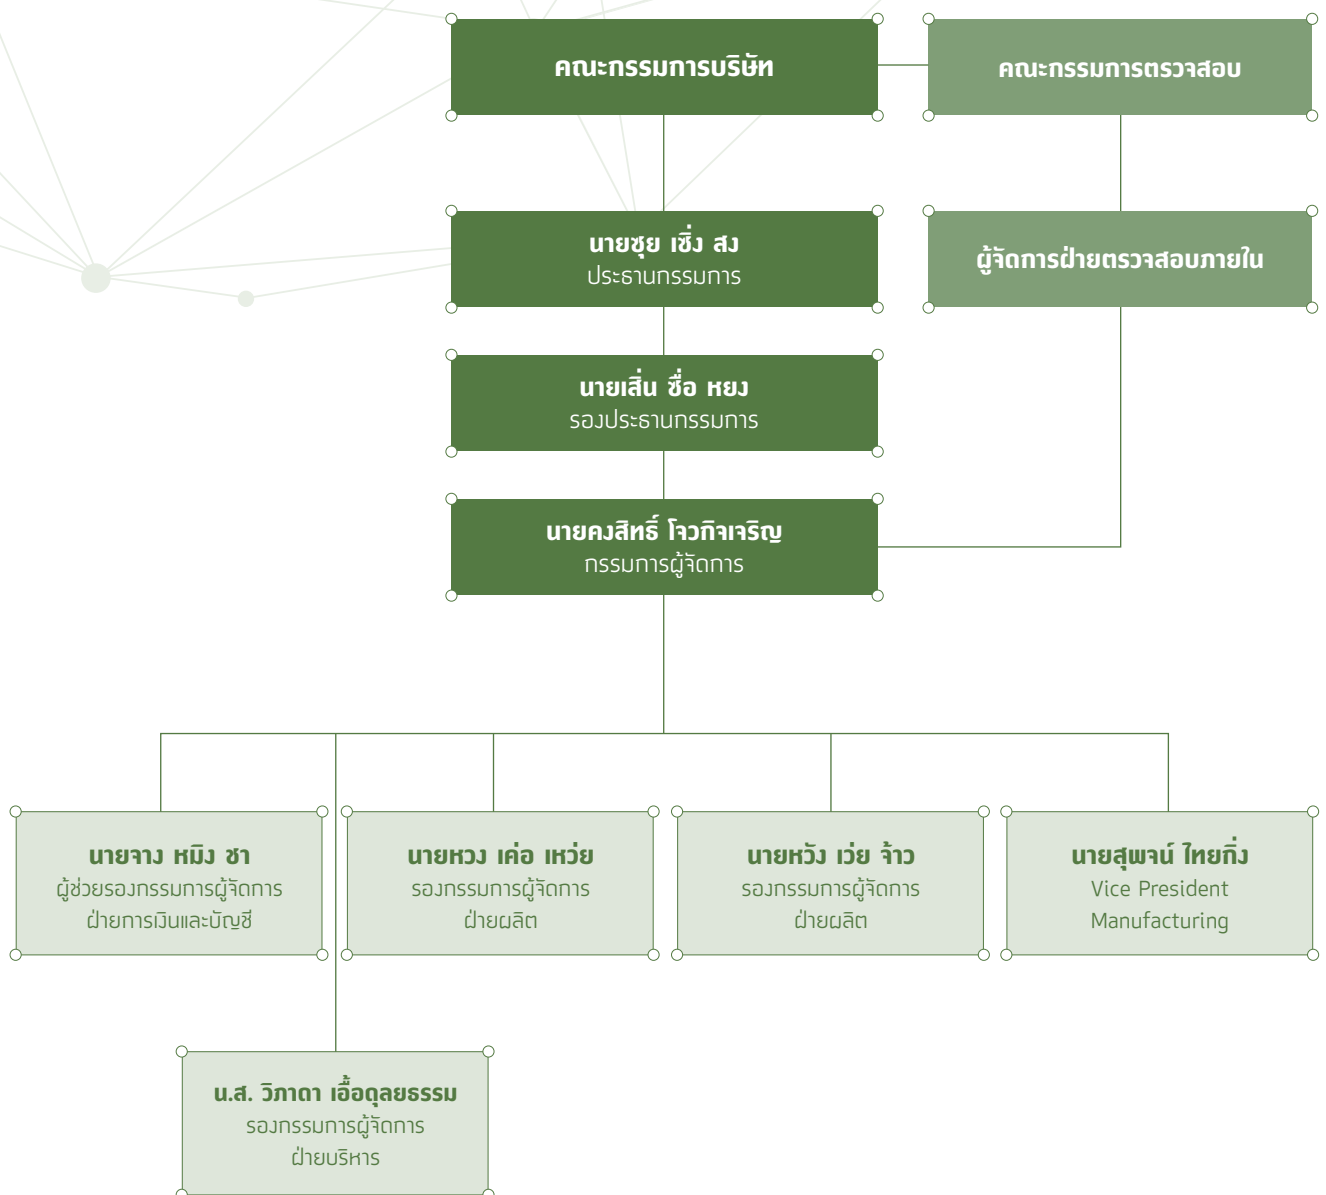 คณะกรรมการบริษัท
คณะกรรมการตรวจสอบ
นายซุย เซิ่ง สง
ประธานกรรมการ
ผู้จัดการฝ่ายตรวจสอบภายใน
นายเสิ่น ซื่อ หยง
รองประธานกรรมการ
นายคงสิทธิ์ โจวกิจเจริญ
กรรมการผู้จัดการ
นายจาง หมิง ชา
ผู้ช่วยรองกรรมการผู้จัดการ
ฝ่ายการเงินและบัญชี
นายหวง เค่อ เหว่ย
รองกรรมการผู้จัดการ
ฝ่ายผลิต
นายหวัง เว่ย จ้าว
รองกรรมการผู้จัดการ
ฝ่ายผลิต
นายสุพจน์ ไทยกิ่ง
Vice President
Manufacturing
น.ส. วิภาดา เอื้อดุลยธรรม
รองกรรมการผู้จัดการ
ฝ่ายบริหาร